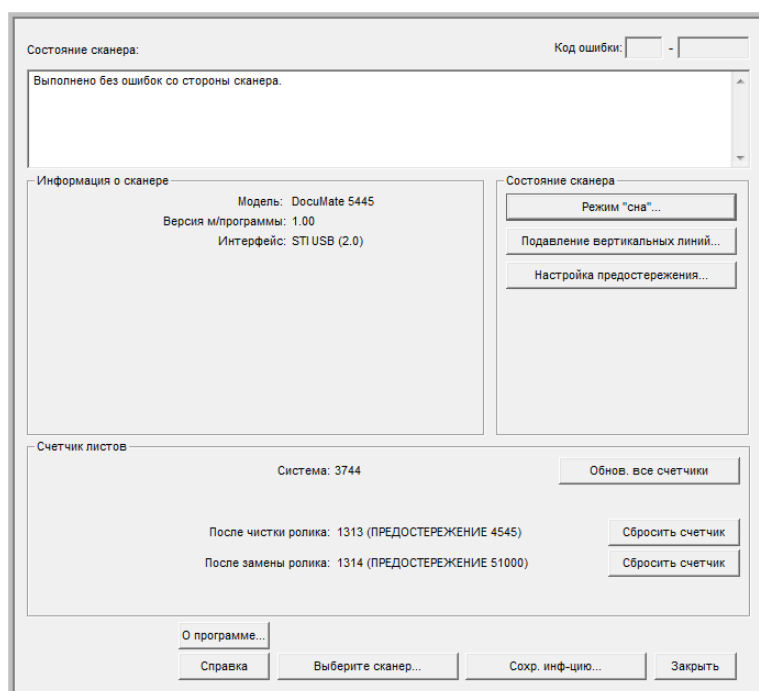 Состояние сканера:
Код ошибки: -
Выполнено без ошибок со стороны сканера.
Информация о сканере
Модель: DocuMate 5445
Версия м/программы: 1.00
Интерфейс: STI USB (2.0)
Состояние сканера
Режим "сна"...
Подавление вертикальных линий...
Настройка предостережения...
Счетчик листов
Система: 3744
Обнов. все счетчики
После чистки ролика: 1313 (ПРЕДОСТЕРЕЖЕНИЕ 4545)
Сбросить счетчик
После замены ролика: 1314 (ПРЕДОСТЕРЕЖЕНИЕ 51000)
Сбросить счетчик
О программе...
Справка
Выберите сканер...
Сохр. инф-цию...
Закрыть